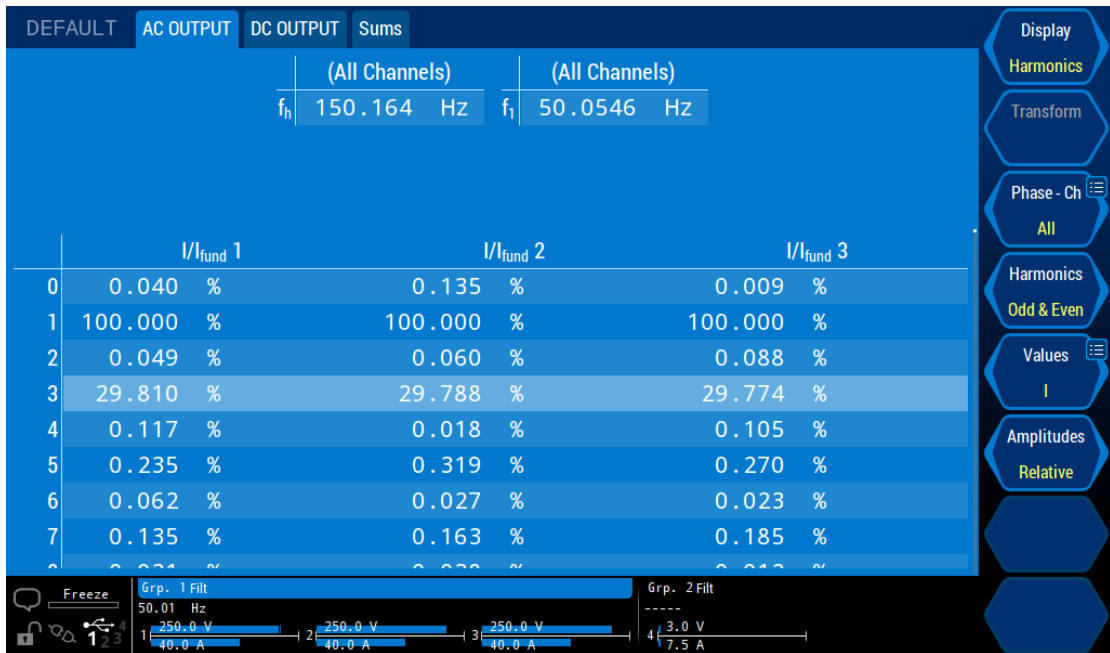 DEFAULT AC OUTPUT DC OUTPUT Sums
(All Channels) (All Channels)
fh 150.164 Hz f1 50.0546 Hz
I/Ifund 1 I/Ifund 2 I/Ifund 3
0 0.040 % 0.135 % 0.009 %
1 100.000 % 100.000 % 100.000 %
2 0.049 % 0.060 % 0.088 %
3 29.810 % 29.788 % 29.774 %
4 0.117 % 0.018 % 0.105 %
5 0.235 % 0.319 % 0.270 %
6 0.062 % 0.027 % 0.023 %
7 0.135 % 0.163 % 0.185 %
Display
Harmonics
Transform
Phase - Ch
All
Harmonics
Odd & Even
Values
I
Amplitudes
Relative
Freeze
1 2 3 4
Grp. 1 Filt
50.01 Hz
1 250.0 V 2 250.0 V 3 250.0 V
40.0 A 40.0 A 40.0 A
Grp. 2 Filt
-----
4 3.0 V
7.5 A